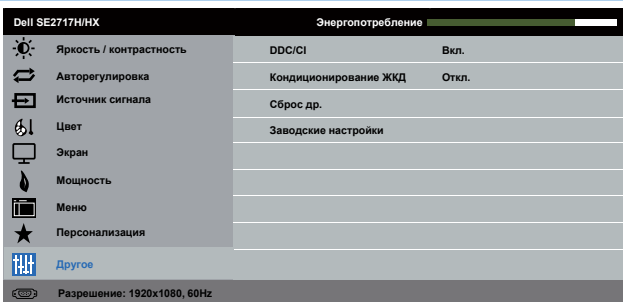 Dell SE2717H/HX Энергопотребление
Яркость / контрастность
Авторегулировка
Источник сигнала
Цвет
Экран
Мощность
Меню
Персонализация
Другое
DDC/CI Вкл.
Кондиционирование ЖКД Откл.
Сброс др.
Заводские настройки
Разрешение: 1920x1080, 60Hz